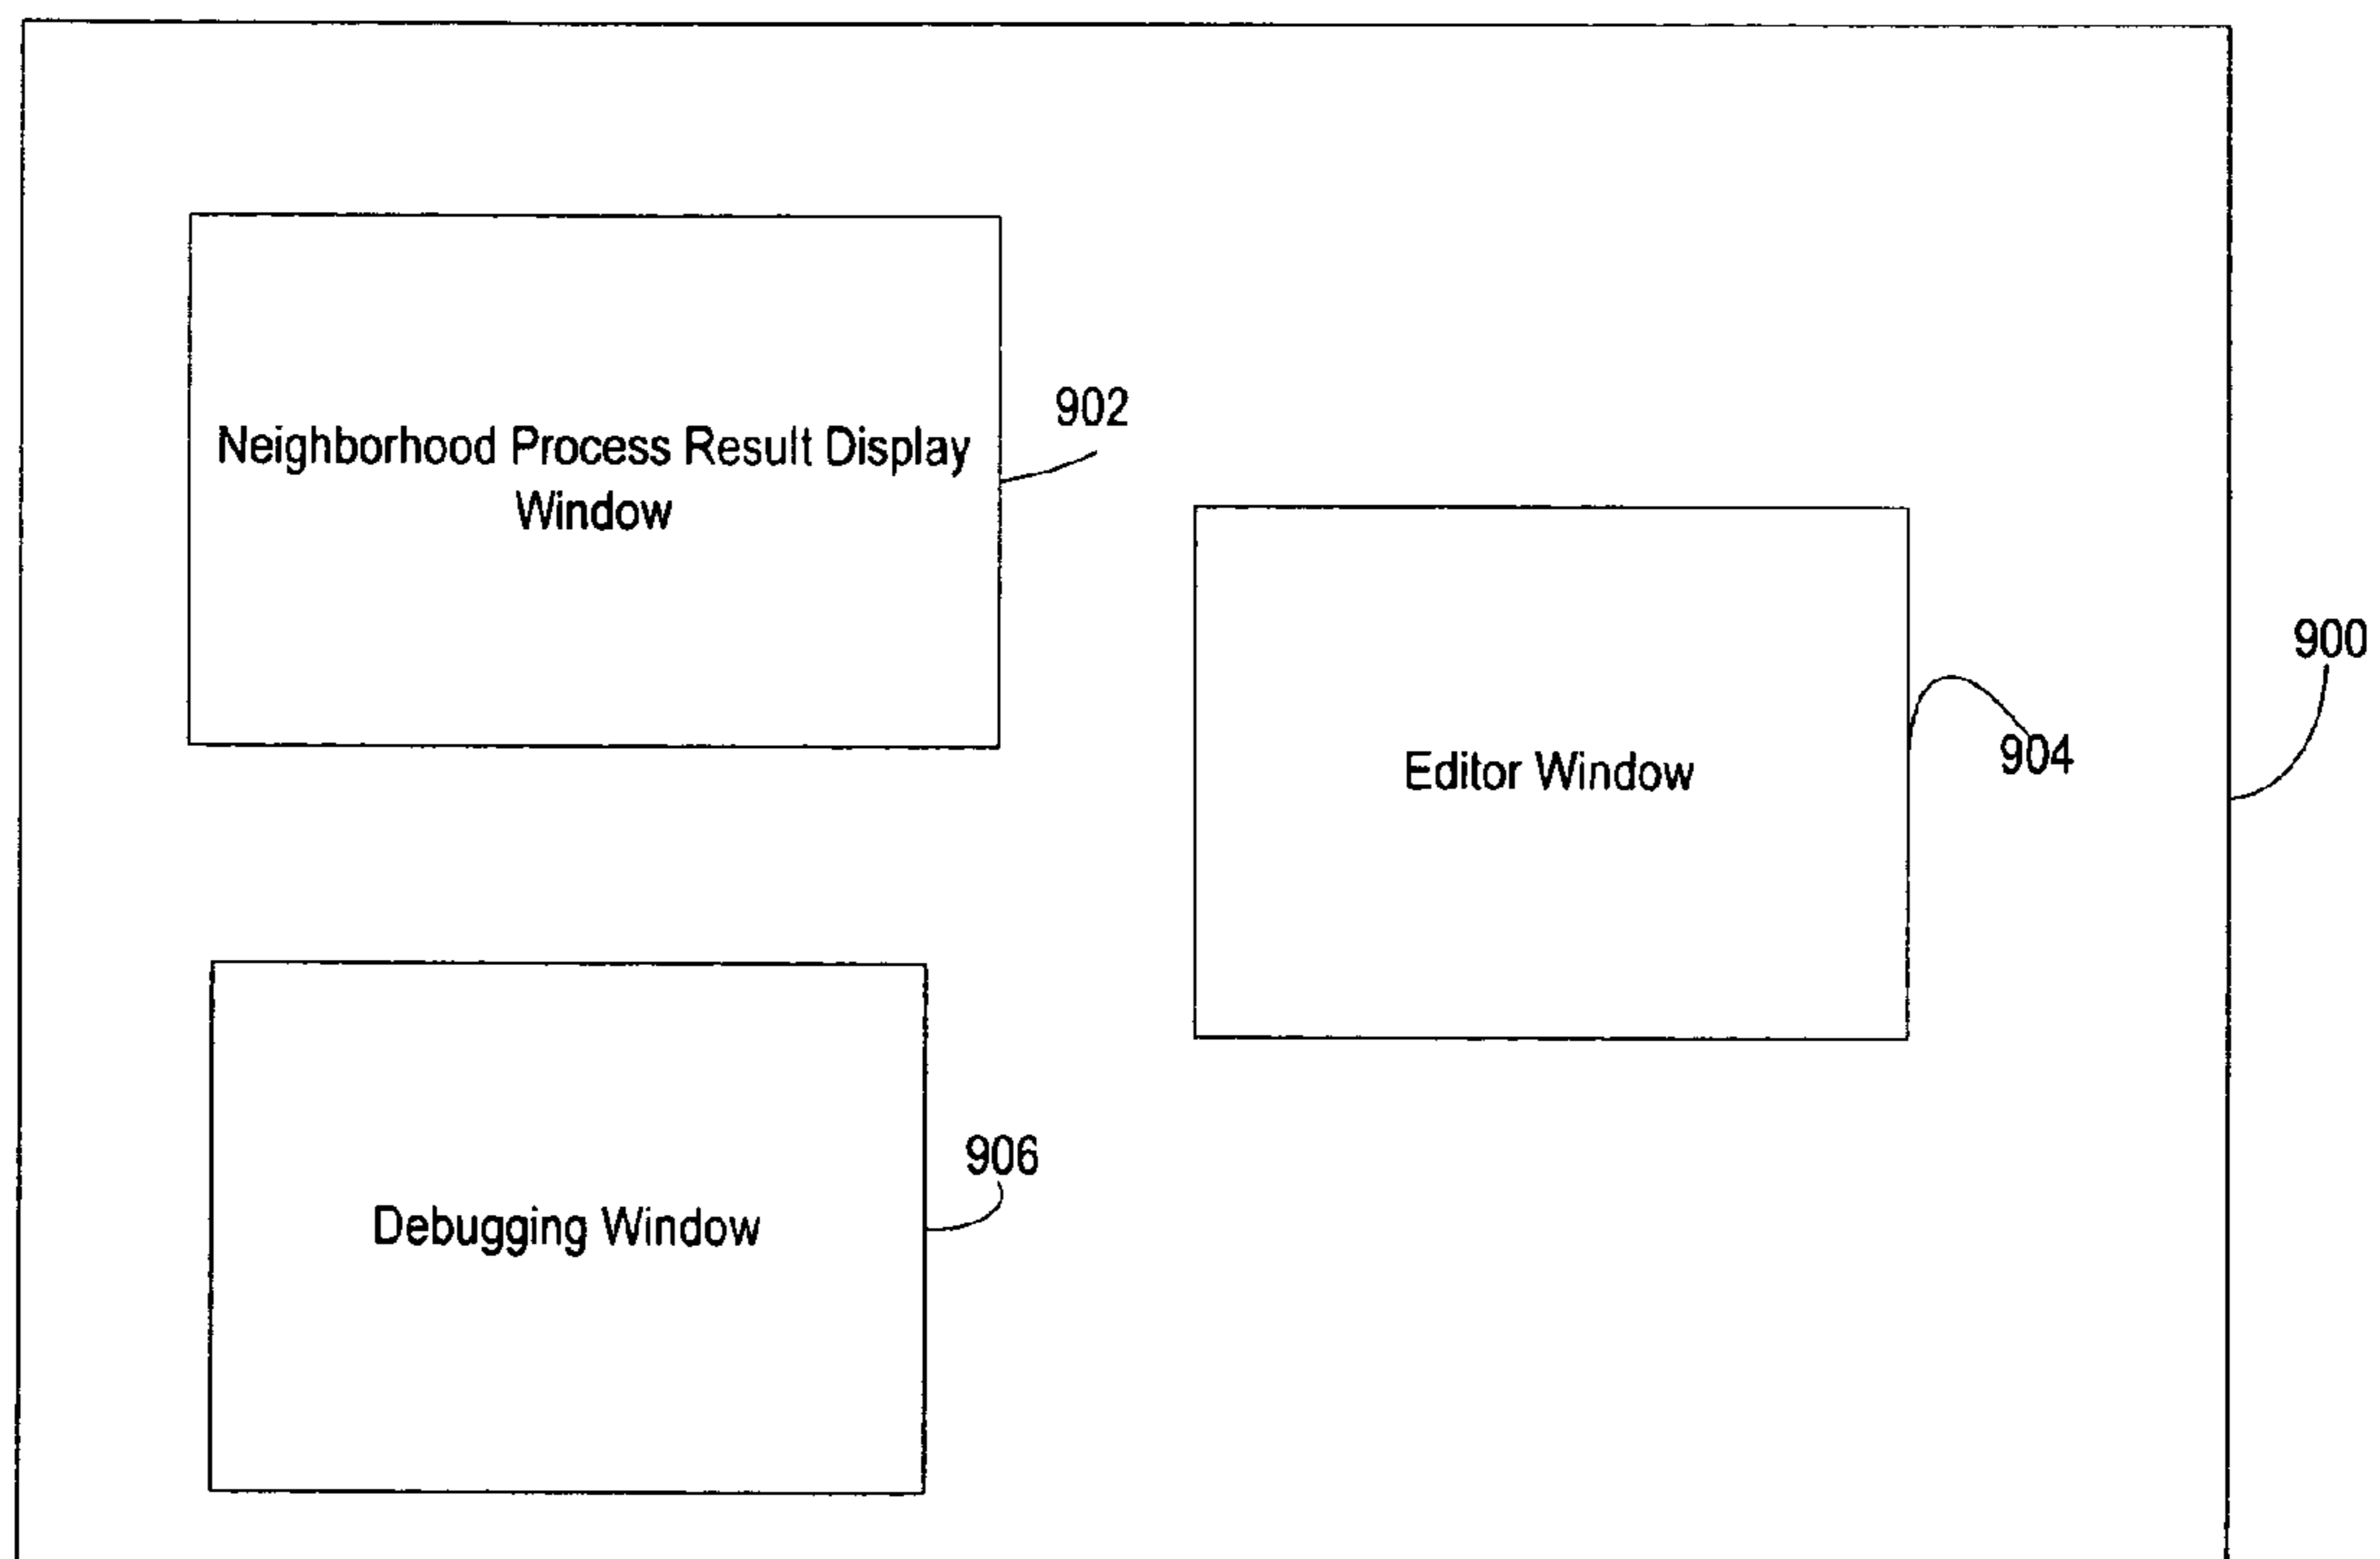 902
Neighborhood Process Result Display
Window
900
904
Editor Window
906
Debugging Window